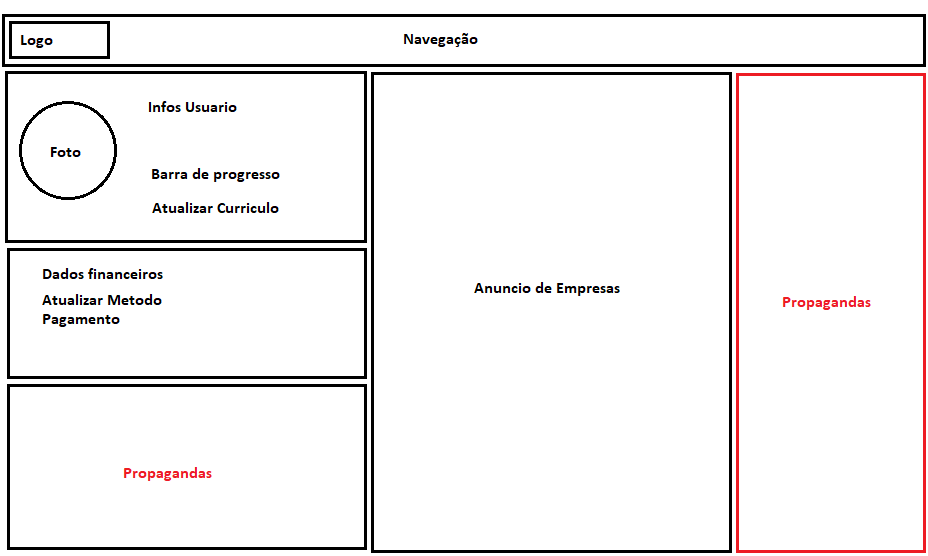 Logo
Navegação
Infos Usuario
Foto
Barra de progresso
Atualizar Curriculo
Dados financeiros
Atualizar Metodo
Pagamento
Propagandas
Anuncio de Empresas
Propagandas